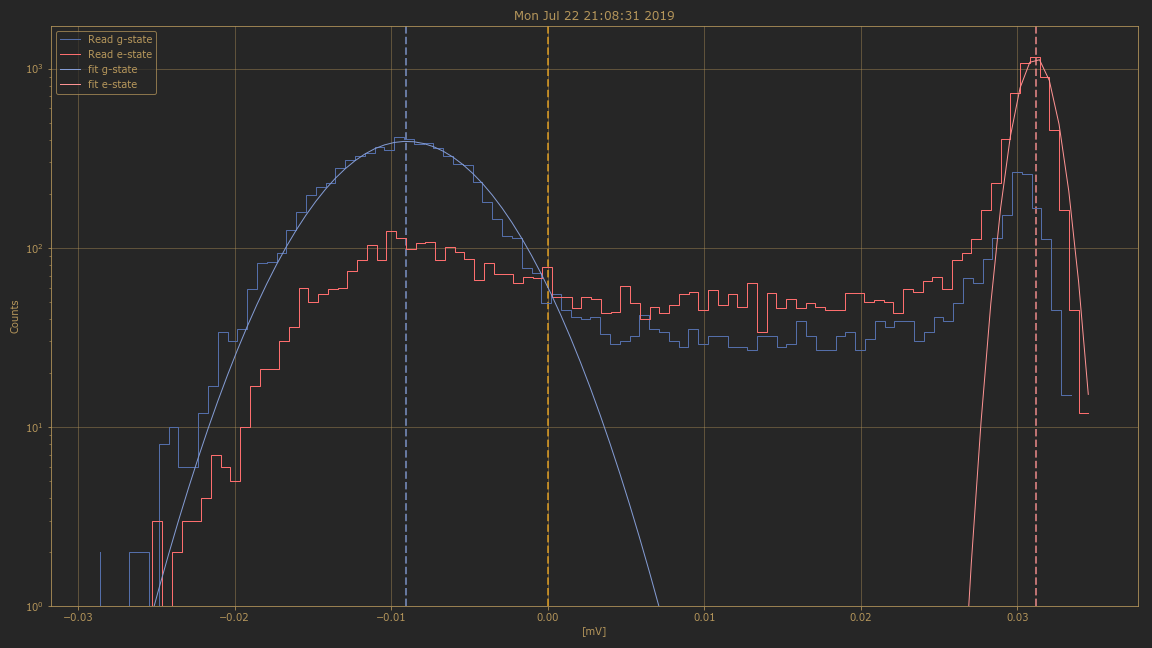 Mon Jul 22 21:08:31 2019
Read g-state
Read e-state
fit g-state
fit e-state
10³
10²
10¹
10⁰
Counts
−0.03 −0.02 −0.01 0.00 0.01 0.02 0.03
[mV]